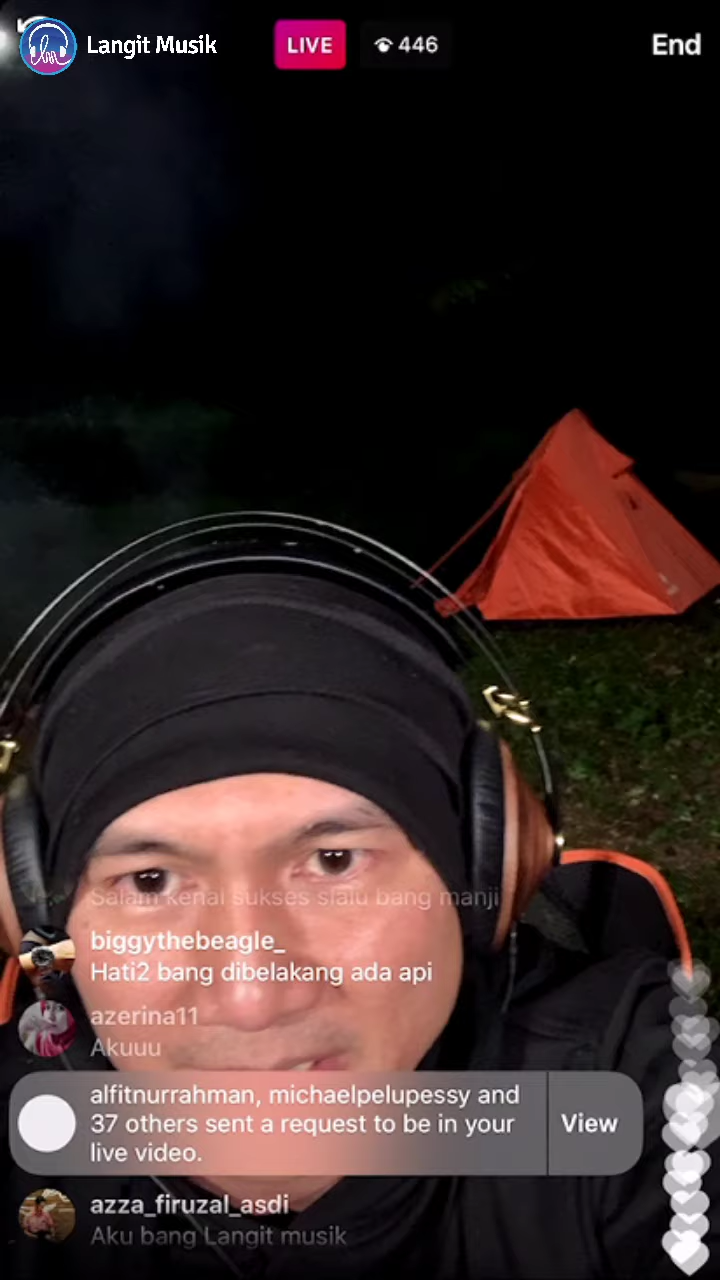 Langit Musik
LIVE
446
End
Salam kenal sukses slalu bang manji
biggythebeagle_
Hati2 bang dibelakang ada api
azerina11
Akuuu
alfitnurrahman, michaelpelupessy and
37 others sent a request to be in your
live video.
View
azza_firuzal_asdi
Aku bang Langit musik